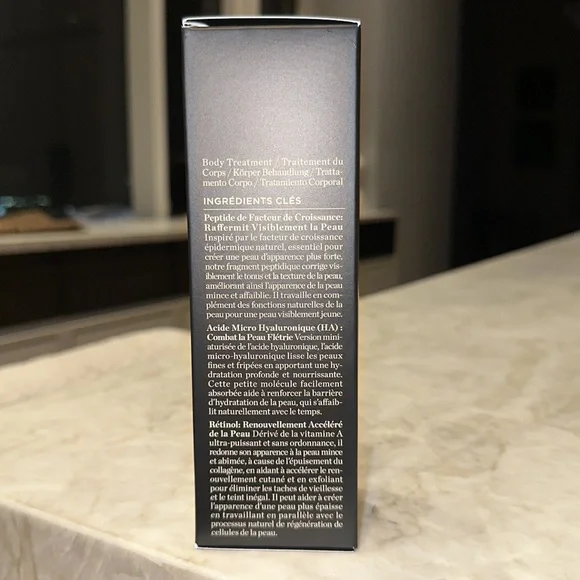 Body Treatment / Traitement du
Corps / Körper Behandlung / Tratta-
mento Corpo / Tratamiento Corporal
INGRÉDIENTS CLÉS
Peptide de Facteur de Croissance:
Raffermit Visiblement la Peau
Inspiré par le facteur de croissance
épidermique naturel, essentiel pour
créer une peau d'apparence plus forte,
notre fragment peptidique corrige vis-
iblement le tonus et la texture de la peau,
améliorant ainsi l'apparence de la peau
mince et affaiblie. Il travaille en com-
plément des fonctions naturelles de la
peau pour une peau visiblement jeune.
Acide Micro Hyaluronique (HA) :
Combat la Peau Flétrie Version mini-
aturisée de l'acide hyaluronique, l'acide
micro-hyaluronique lisse les peaux
fines et fripées en apportant une hy-
dratation profonde et nourrissante.
Cette petite molécule facilement
absorbée aide à renforcer la barrière
d'hydratation de la peau, qui s'affaib-
lit naturellement avec le temps.
Rétinol: Renouvellement Accéléré
de la Peau Dérivé de la vitamine A
ultra-puissant et sans ordonnance, il
redonne son apparence à la peau mince
et abîmée, à cause de l'épuisement du
collagène, en aidant à accélérer le ren-
ouvellement cutané et en exfoliant
pour éliminer les taches de vieillesse
et le teint inégal. Il peut aider à créer
l'apparence d'une peau plus épaisse
en travaillant en parallèle avec le
processus naturel de régénération de
cellules de la peau.